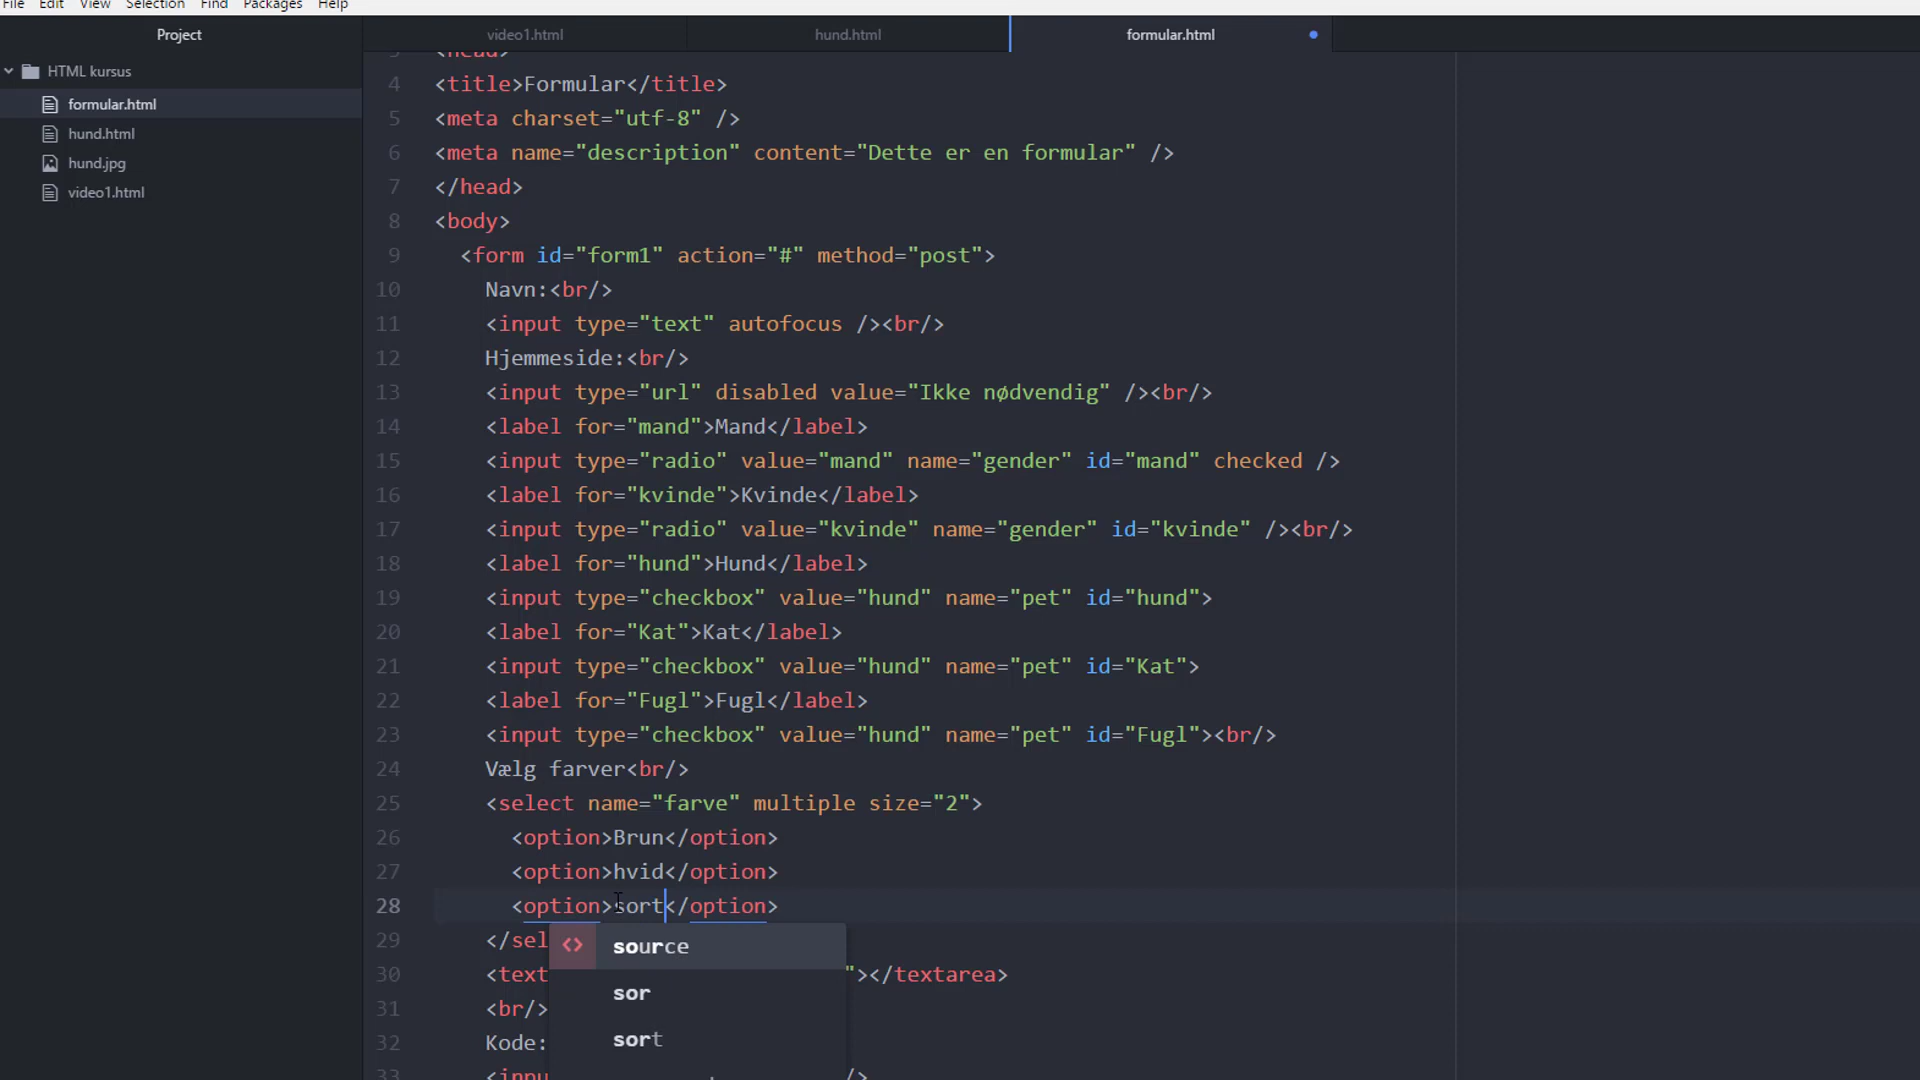 File Edit View Selection Find Packages Help
Project
video1.html
hund.html
formular.html
HTML kursus
formular.html
hund.html
hund.jpg
video1.html
<head>
4 <title>Formular</title>
5 <meta charset="utf-8" />
6 <meta name="description" content="Dette er en formular" />
7 </head>
8 <body>
9 <form id="form1" action="#" method="post">
10 Navn:<br/>
11 <input type="text" autofocus /><br/>
12 Hjemmeside:<br/>
13 <input type="url" disabled value="Ikke nødvendig" /><br/>
14 <label for="mand">Mand</label>
15 <input type="radio" value="mand" name="gender" id="mand" checked />
16 <label for="kvinde">Kvinde</label>
17 <input type="radio" value="kvinde" name="gender" id="kvinde" /><br/>
18 <label for="hund">Hund</label>
19 <input type="checkbox" value="hund" name="pet" id="hund">
20 <label for="Kat">Kat</label>
21 <input type="checkbox" value="hund" name="pet" id="Kat">
22 <label for="Fugl">Fugl</label>
23 <input type="checkbox" value="hund" name="pet" id="Fugl"><br/>
24 Vælg farver<br/>
25 <select name="farve" multiple size="2">
26 <option>Brun</option>
27 <option>hvid</option>
28 <option>sort</option>
29 </sel
<> source
30 <text "></textarea>
sor
31 <br/>
32 Kode:
sort
33 <inpu />